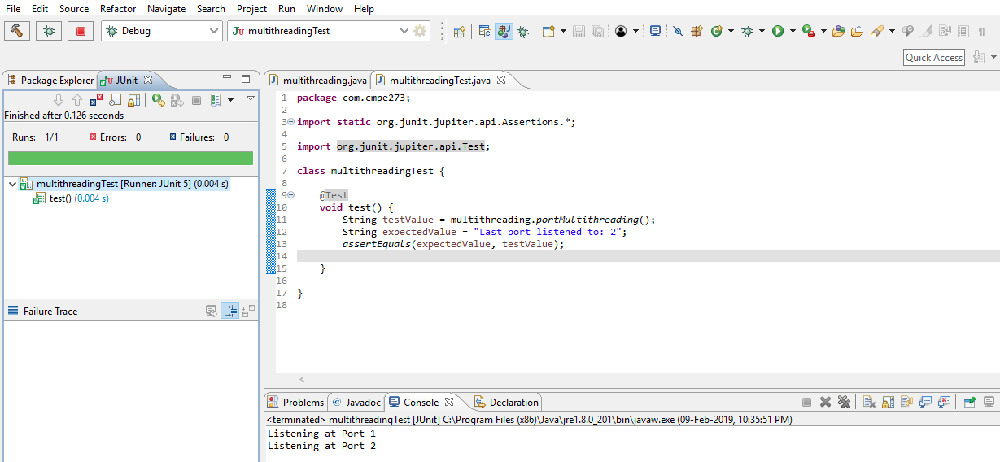 File Edit Source Refactor Navigate Search Project Run Window Help
Debug
JU multithreadingTest
Quick Access
Package Explorer
JU JUnit
Finished after 0.126 seconds
Runs: 1/1 Errors: 0 Failures: 0
multithreadingTest [Runner: JUnit 5] (0.004 s)
test() (0.004 s)
Failure Trace
multithreading.java multithreadingTest.java
1 package com.cmpe273;
2
3 import static org.junit.jupiter.api.Assertions.*;
4
5 import org.junit.jupiter.api.Test;
6
7 class multithreadingTest {
8
9 @Test
10 void test() {
11 String testValue = multithreading.portMultithreading();
12 String expectedValue = "Last port listened to: 2";
13 assertEquals(expectedValue, testValue);
14
15 }
16
17 }
18
Problems @ Javadoc Console Declaration
<terminated> multithreadingTest [JUnit] C:\Program Files (x86)\Java\jre1.8.0_201\bin\javaw.exe (09-Feb-2019, 10:35:51 PM)
Listening at Port 1
Listening at Port 2